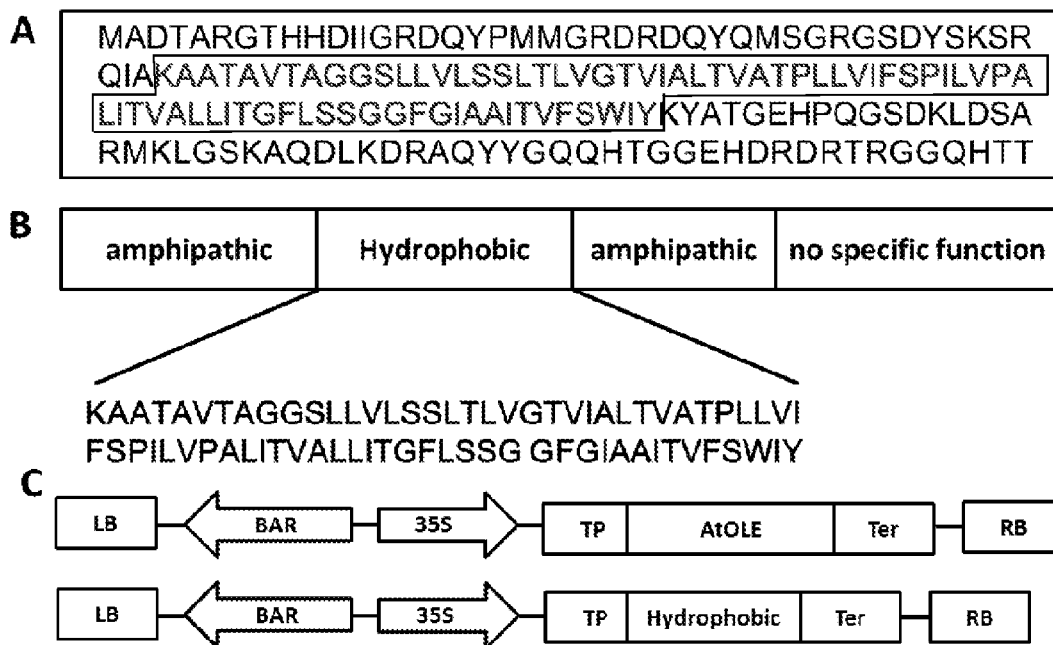 A
MADTARGTHHDIIGRDQYPMMGRDRDQYQMSGRGSDYSKSR
QIAKAATAVTAGGSLLVLSSLTLVGTVIALTVATPLLVIFSPILVPA
LITVALLITGFLSSGGFGIAAITVFSWIYKYATGEHPQGSDKLDSA
RMKLGSKAQDLKDRAQYYGQQHTGGEHDRDRTRGGQHTT
B
amphipathic Hydrophobic amphipathic no specific function
KAATAVTAGGSLLVLSSLTLVGTVIALTVATPLLVI
FSPILVPALITVALLITGFLSSG GFGIAAITVFSWIY
C
LB BAR 35S TP AtOLE Ter RB
LB BAR 35S TP Hydrophobic Ter RB